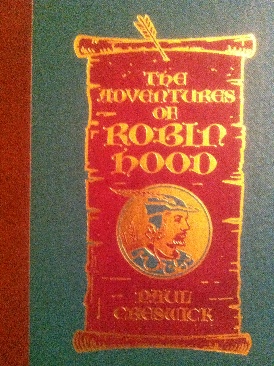 THE
ADVENTURES
OF
ROBIN
HOOD
PAUL
CRESWICK